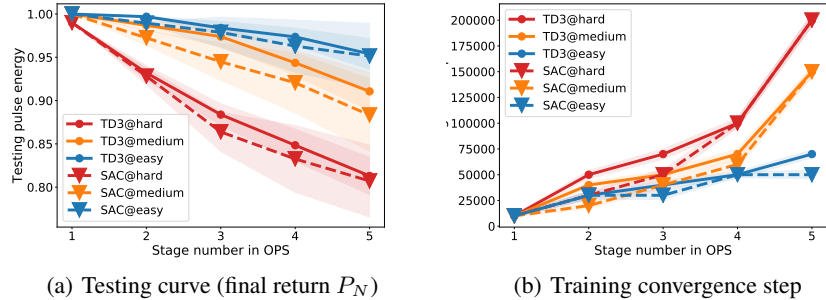 1.00
0.95
0.90
0.85
0.80
Testing pulse energy
TD3@hard
TD3@medium
TD3@easy
SAC@hard
SAC@medium
SAC@easy
1 2 3 4 5
Stage number in OPS
(a) Testing curve (final return P_N)
200000
175000
150000
125000
100000
75000
50000
25000
0
TD3@hard
TD3@medium
TD3@easy
SAC@hard
SAC@medium
SAC@easy
1 2 3 4 5
Stage number in OPS
(b) Training convergence step